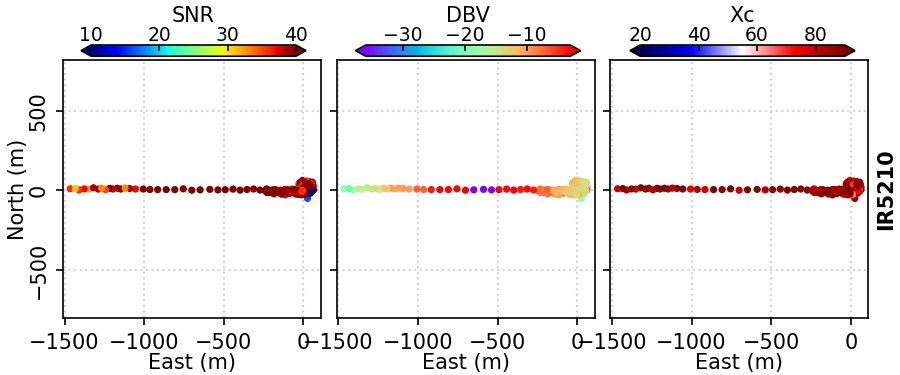 SNR DBV Xc
10 20 30 40 −30 −20 −10 20 40 60 80
500
0
−500
North (m)
IR5210
−1500 −1000 −500 0 −1500 −1000 −500 0 −1500 −1000 −500 0
East (m) East (m) East (m)